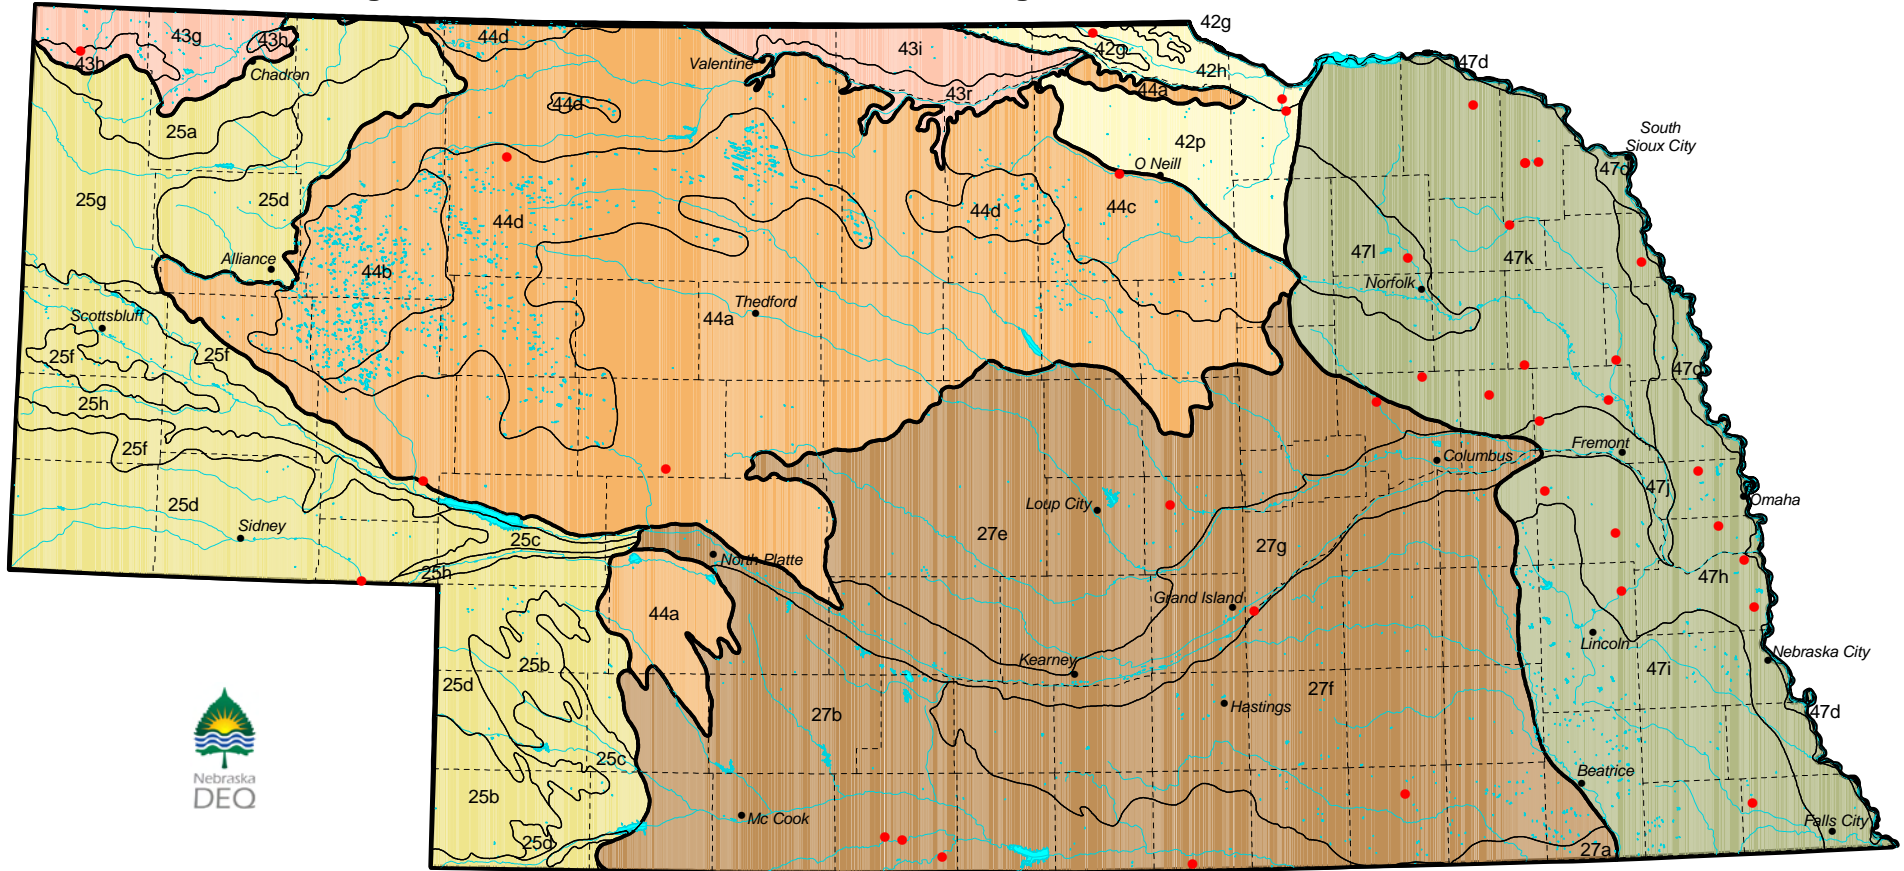 42g
43g
43h
44d
43i
42g
43h
Chadron
Valentine
42h
47d
43r
44a
44d
25a
42p
South
Sioux City
O Neill
47d
25g
25d
44d
44d
44c
47l
47k
Alliance
44b
Norfolk
Scottsbluff
Thedford
44a
25f
25f
47d
25h
25f
Fremont
Columbus
25d
47j
Omaha
Loup City
Sidney
25c
27e
27g
North Platte
25h
47h
Grand Island
44a
Lincoln
Kearney
Nebraska City
25b
47i
25d
27f
27b
Hastings
47d
25c
Beatrice
Nebraska
DEQ
25b
Mc Cook
Falls City
25d
27a